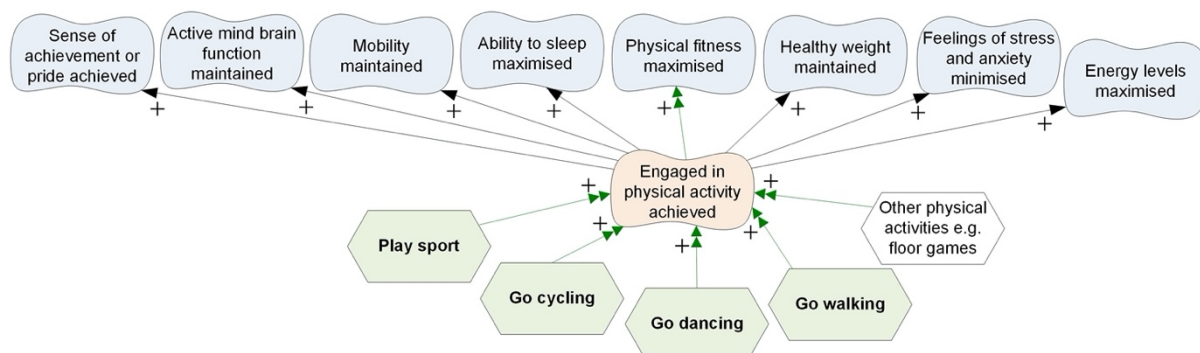 Sense of
achievement or
pride achieved
Active mind brain
function
maintained
Mobility
maintained
Ability to sleep
maximised
Physical fitness
maximised
Healthy weight
maintained
Feelings of stress
and anxiety
minimised
Energy levels
maximised
+
+
+
+
+
+
+
+
Engaged in
physical activity
achieved
+
+
+
+
+
Play sport
Go cycling
Go dancing
Go walking
Other physical
activities e.g.
floor games